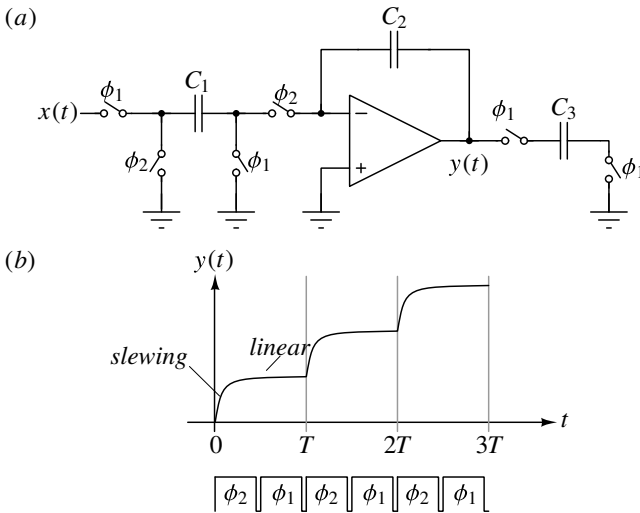 (a)
C₂
x(t)
ϕ₁
C₁
ϕ₂
ϕ₂
ϕ₁
−
+
y(t)
ϕ₁
C₃
ϕ₁
(b)
y(t)
slewing
linear
t
0 T 2T 3T
ϕ₂ ϕ₁ ϕ₂ ϕ₁ ϕ₂ ϕ₁